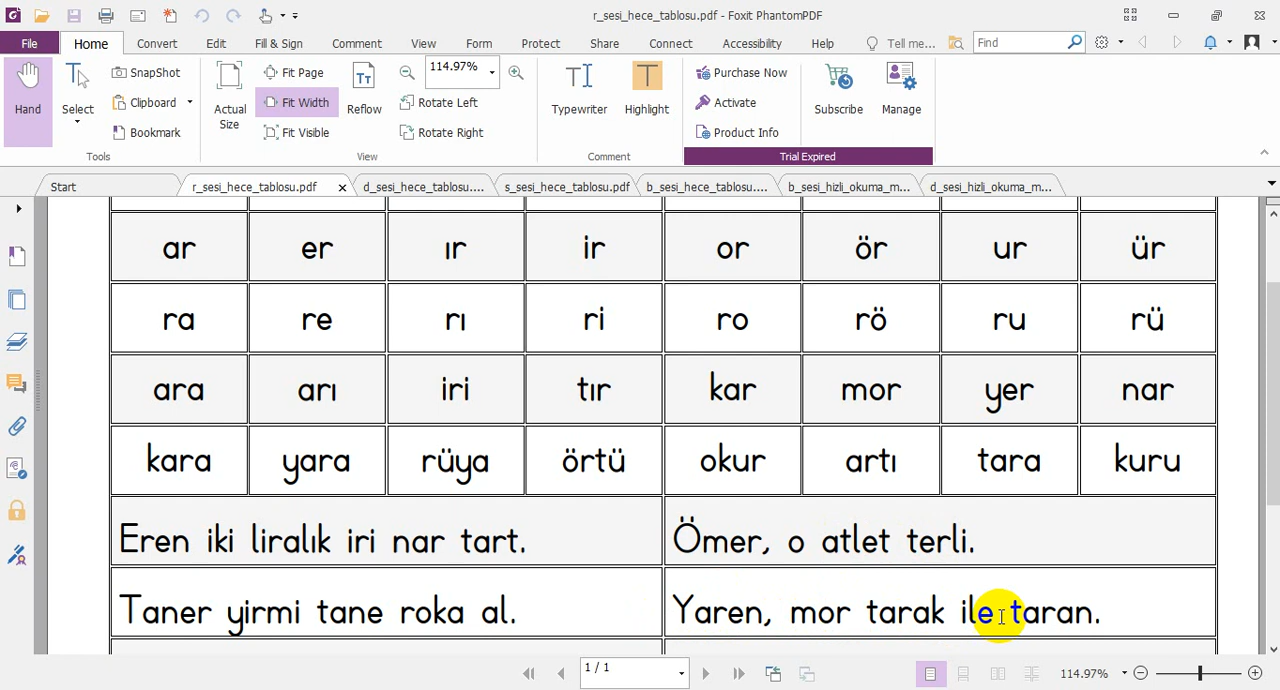 r_sesi_hece_tablosu.pdf - Foxit PhantomPDF
File Home Convert Edit Fill & Sign Comment View Form Protect Share Connect Accessibility Help Tell me... Find
Hand
Select
SnapShot
Clipboard
Bookmark
Tools
Actual Size
Fit Page
Fit Width
Fit Visible
Reflow
114.97%
Rotate Left
Rotate Right
View
Typewriter
Highlight
Comment
Purchase Now
Activate
Product Info
Trial Expired
Subscribe
Manage
Start r_sesi_hece_tablosu.pdf d_sesi_hece_tablosu.... s_sesi_hece_tablosu.pdf b_sesi_hece_tablosu.... b_sesi_hizli_okuma_m... d_sesi_hizli_okuma_m...
ar er ır ir or ör ur ür
ra re rı ri ro rö ru rü
ara arı iri tır kar mor yer nar
kara yara rüya örtü okur artı tara kuru
Eren iki liralık iri nar tart. Ömer, o atlet terli.
Taner yirmi tane roka al. Yaren, mor tarak ile taran.
1 / 1 114.97%